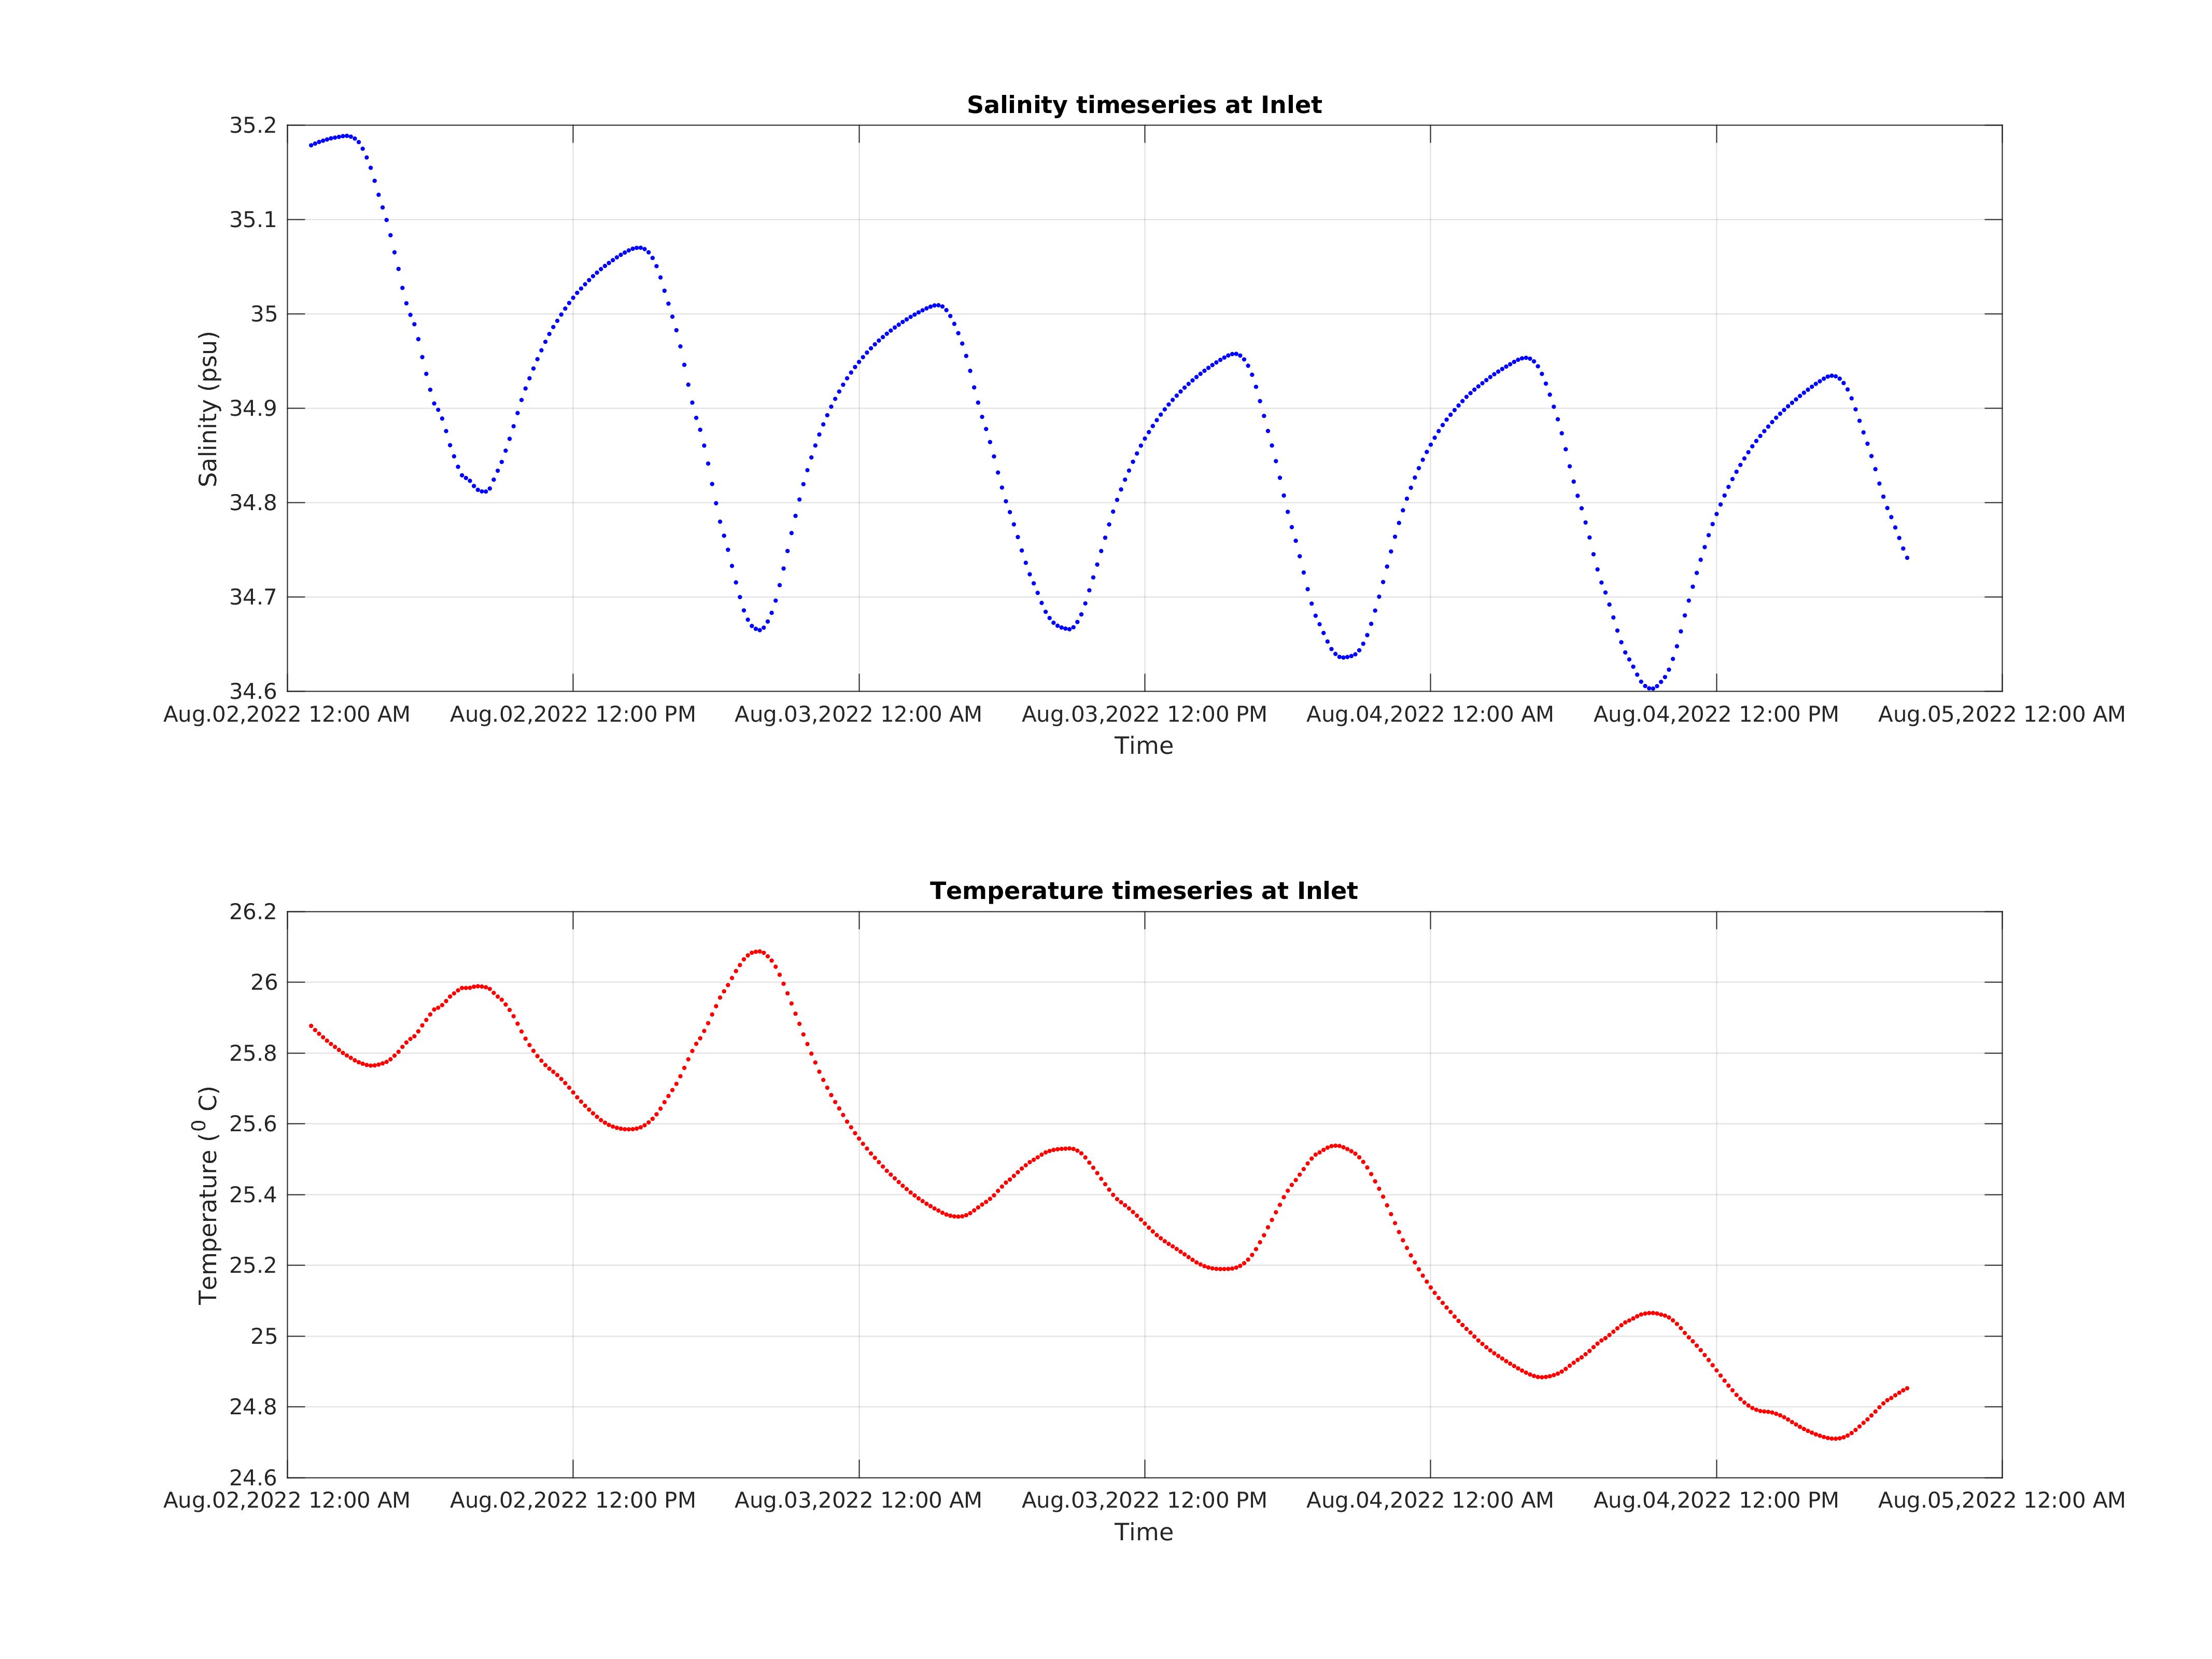 Salinity timeseries at Inlet
35.2
35.1
35
34.9
34.8
34.7
34.6
Salinity (psu)
Aug.02,2022 12:00 AM Aug.02,2022 12:00 PM Aug.03,2022 12:00 AM Aug.03,2022 12:00 PM Aug.04,2022 12:00 AM Aug.04,2022 12:00 PM Aug.05,2022 12:00 AM
Time
Temperature timeseries at Inlet
26.2
26
25.8
25.6
25.4
25.2
25
24.8
24.6
Temperature (⁰ C)
Aug.02,2022 12:00 AM Aug.02,2022 12:00 PM Aug.03,2022 12:00 AM Aug.03,2022 12:00 PM Aug.04,2022 12:00 AM Aug.04,2022 12:00 PM Aug.05,2022 12:00 AM
Time